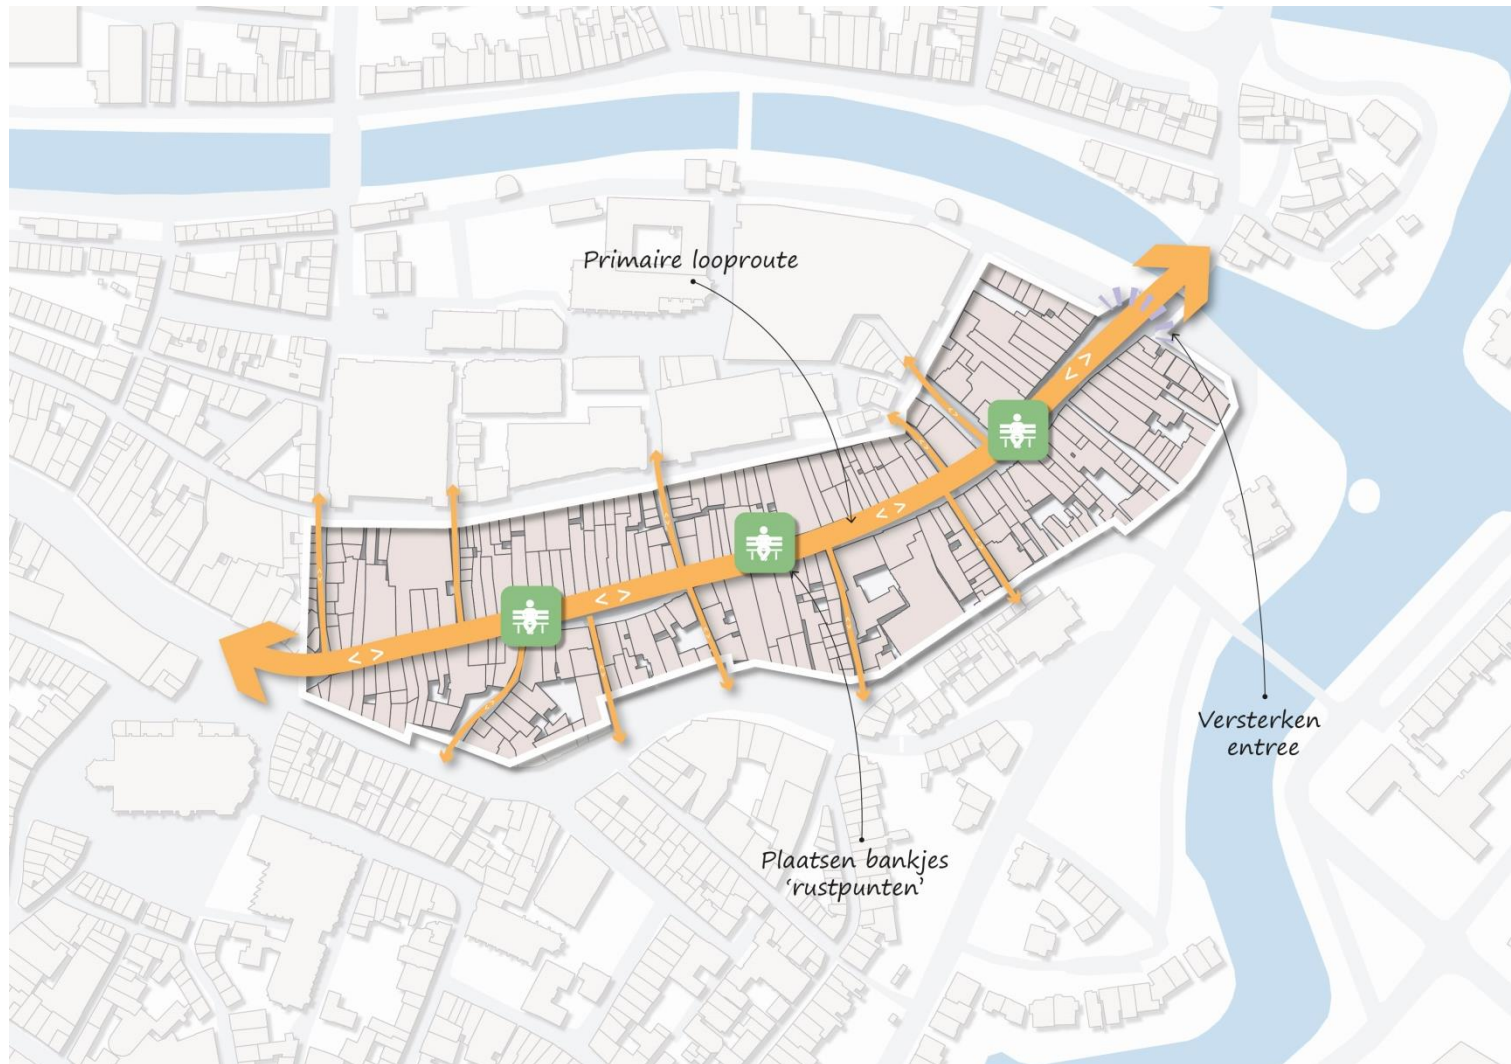 Primaire looproute
Versterken
entree
Plaatsen bankjes
‘rustpunten’